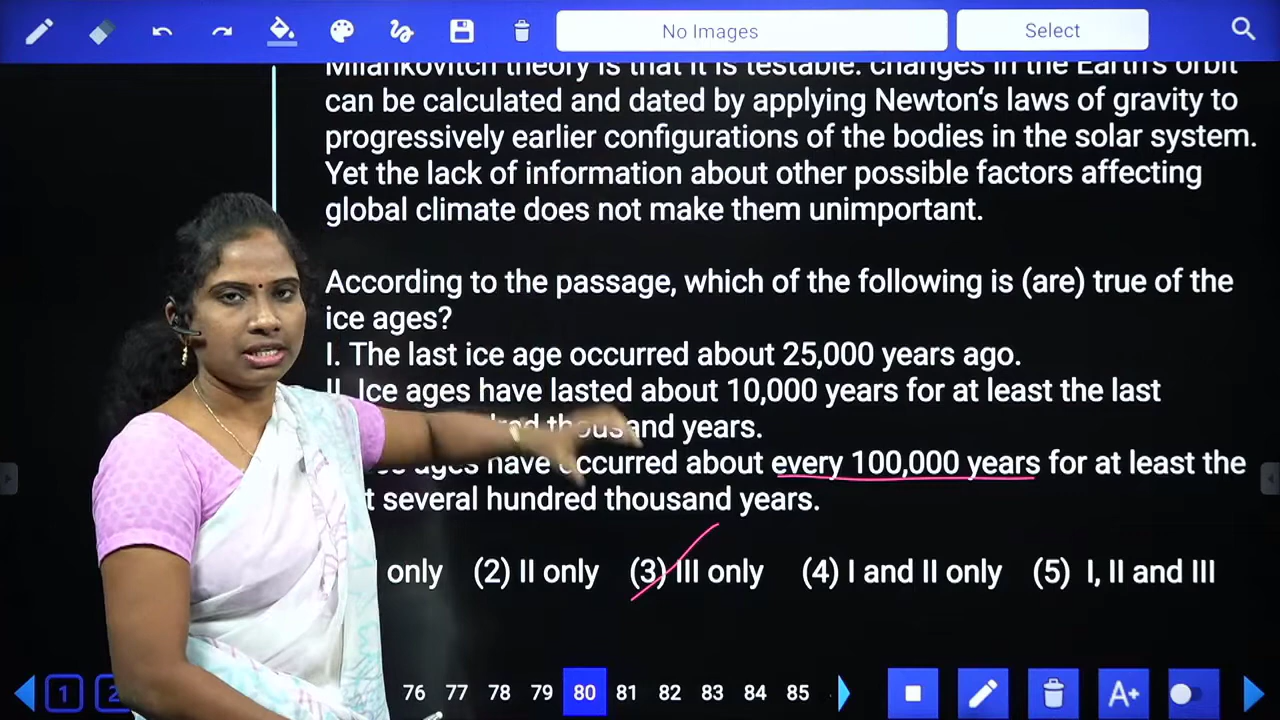 No Images
Select
Milankovitch theory is that it is testable: changes in the Earth's orbit
can be calculated and dated by applying Newton‘s laws of gravity to
progressively earlier configurations of the bodies in the solar system.
Yet the lack of information about other possible factors affecting
global climate does not make them unimportant.
According to the passage, which of the following is (are) true of the
ice ages?
I. The last ice age occurred about 25,000 years ago.
II. Ice ages have lasted about 10,000 years for at least the last
thousand years.
ages have occurred about every 100,000 years for at least the
several hundred thousand years.
only (2) II only (3) III only (4) I and II only (5) I, II and III
1 2 76 77 78 79 80 81 82 83 84 85 A+